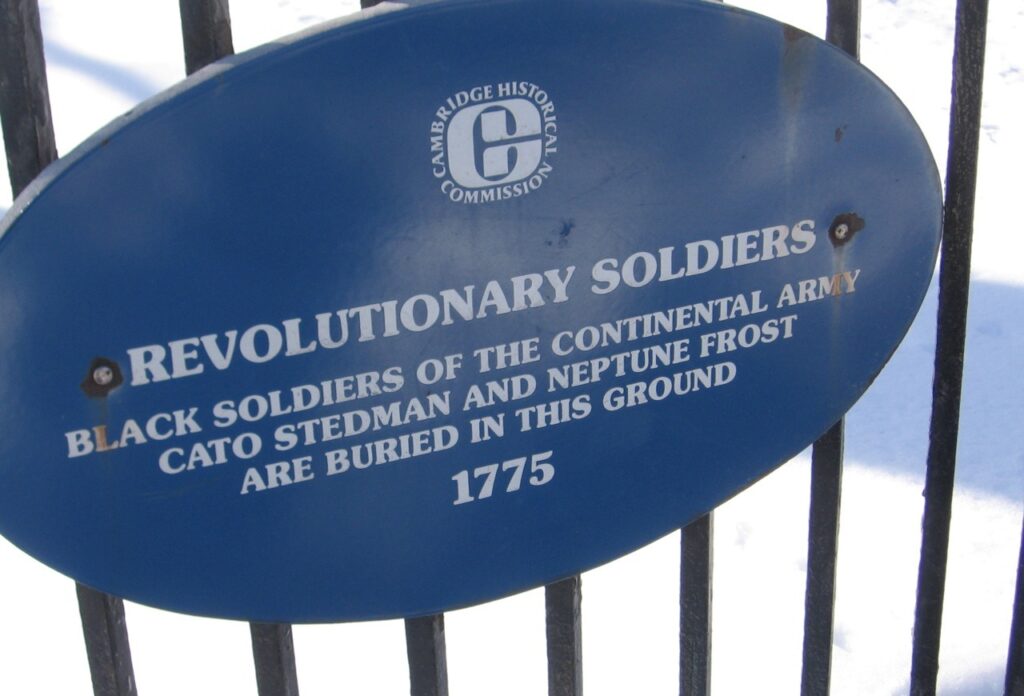 CAMBRIDGE HISTORICAL
COMMISSION
C
REVOLUTIONARY SOLDIERS
BLACK SOLDIERS OF THE CONTINENTAL ARMY
CATO STEDMAN AND NEPTUNE FROST
ARE BURIED IN THIS GROUND
1775